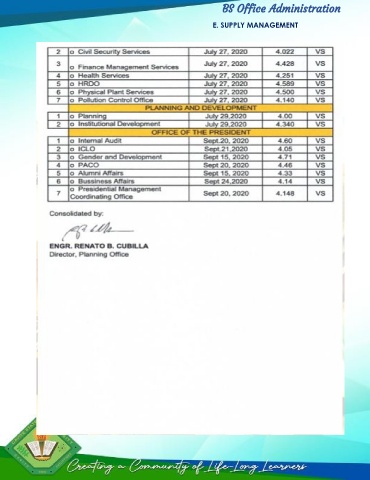 BS Office Administration
E. SUPPLY MANAGEMENT
2 o Civil Security Services July 27, 2020 4.022 VS
3 o Finance Management Services July 27, 2020 4.428 VS
4 o Health Services July 27, 2020 4.251 VS
5 o HRDO July 27, 2020 4.589 VS
6 o Physical Plant Services July 27, 2020 4.500 VS
7 o Pollution Control Office July 27, 2020 4.140 VS
PLANNING AND DEVELOPMENT
1 o Planning July 29,2020 4.00 VS
2 o Institutional Development July 29,2020 4.340 VS
OFFICE OF THE PRESIDENT
1 o Internal Audit Sept.20, 2020 4.60 VS
2 o ICLO Sept.21,2020 4.05 VS
3 o Gender and Development Sept 15, 2020 4.71 VS
4 o PACO Sept 20, 2020 4.46 VS
5 o Alumni Affairs Sept 15, 2020 4.33 VS
6 o Bussiness Affairs Sept 24,2020 4.14 VS
7 o Presidential Management Coordinating Office Sept 20, 2020 4.148 VS
Consolidated by:
ENGR. RENATO B. CUBILLA
Director, Planning Office
Creating a Community of Life-Long Learners